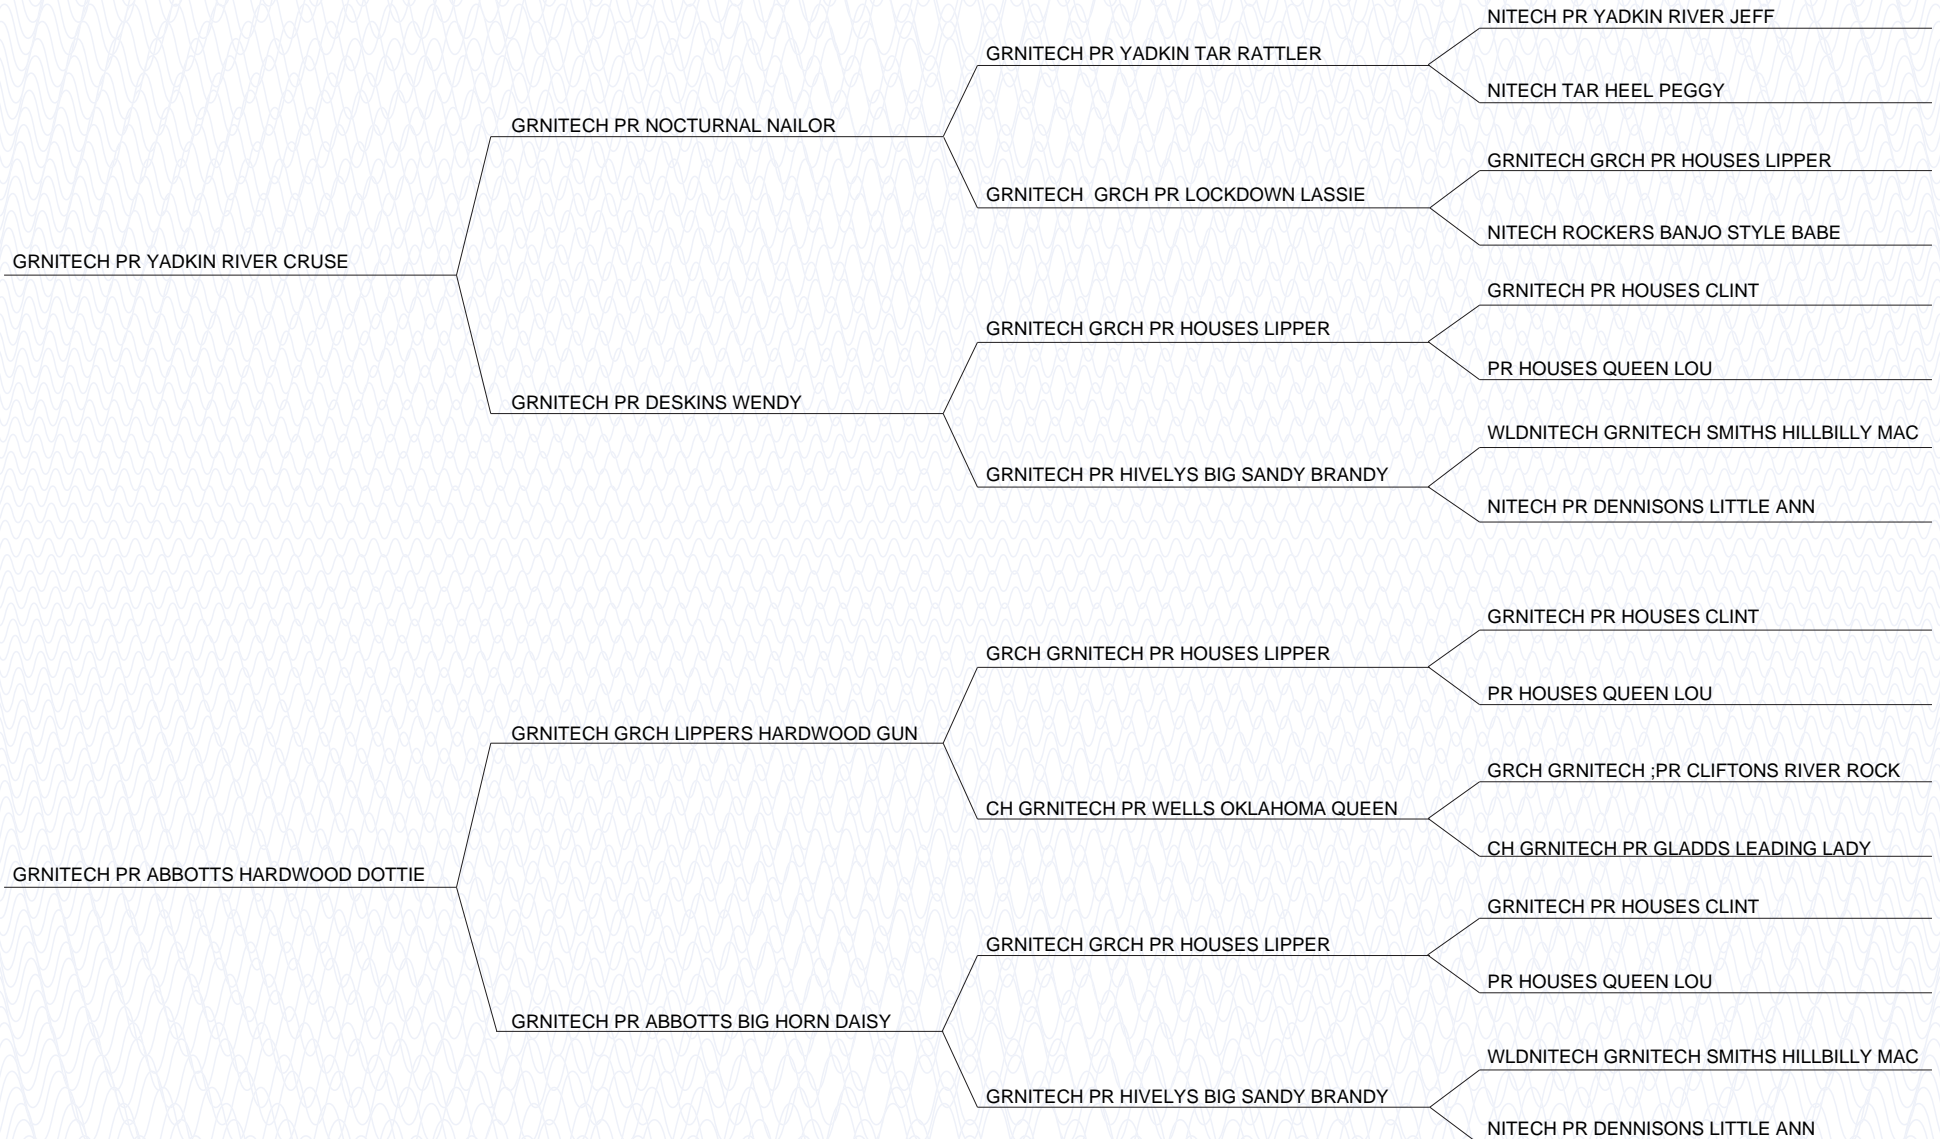 NITECH PR YADKIN RIVER JEFF
GRNITECH PR YADKIN TAR RATTLER
NITECH TAR HEEL PEGGY
GRNITECH PR NOCTURNAL NAILOR
GRNITECH GRCH PR HOUSES LIPPER
GRNITECH  GRCH PR LOCKDOWN LASSIE
NITECH ROCKERS BANJO STYLE BABE
GRNITECH PR YADKIN RIVER CRUSE
GRNITECH PR HOUSES CLINT
GRNITECH GRCH PR HOUSES LIPPER
PR HOUSES QUEEN LOU
GRNITECH PR DESKINS WENDY
WLDNITECH GRNITECH SMITHS HILLBILLY MAC
GRNITECH PR HIVELYS BIG SANDY BRANDY
NITECH PR DENNISONS LITTLE ANN
GRNITECH PR HOUSES CLINT
GRCH GRNITECH PR HOUSES LIPPER
PR HOUSES QUEEN LOU
GRNITECH GRCH LIPPERS HARDWOOD GUN
GRCH GRNITECH ;PR CLIFTONS RIVER ROCK
CH GRNITECH PR WELLS OKLAHOMA QUEEN
CH GRNITECH PR GLADDS LEADING LADY
GRNITECH PR ABBOTTS HARDWOOD DOTTIE
GRNITECH PR HOUSES CLINT
GRNITECH GRCH PR HOUSES LIPPER
PR HOUSES QUEEN LOU
GRNITECH PR ABBOTTS BIG HORN DAISY
WLDNITECH GRNITECH SMITHS HILLBILLY MAC
GRNITECH PR HIVELYS BIG SANDY BRANDY
NITECH PR DENNISONS LITTLE ANN